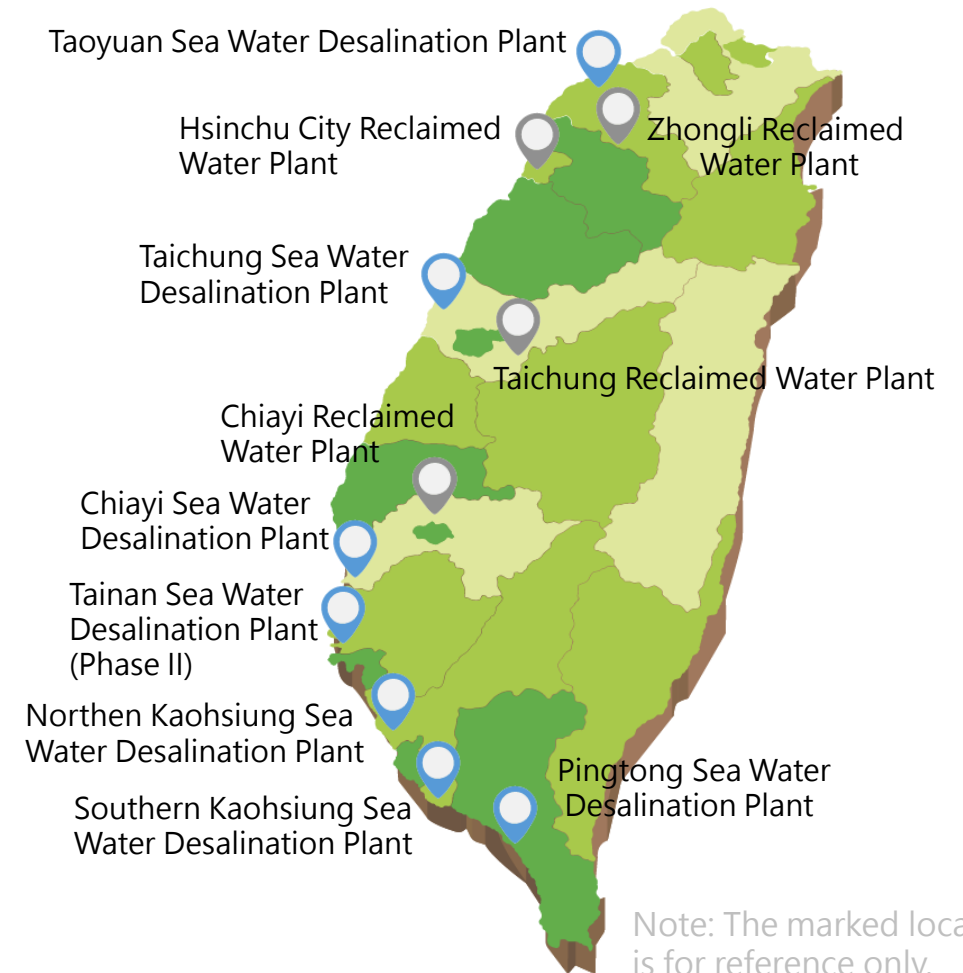 Taoyuan Sea Water Desalination Plant
Hsinchu City Reclaimed
Water Plant
Zhongli Reclaimed
Water Plant
Taichung Sea Water
Desalination Plant
Taichung Reclaimed Water Plant
Chiayi Reclaimed
Water Plant
Chiayi Sea Water
Desalination Plant
Tainan Sea Water
Desalination Plant
(Phase II)
Northen Kaohsiung Sea
Water Desalination Plant
Pingtong Sea Water
Desalination Plant
Southern Kaohsiung Sea
Water Desalination Plant
Note: The marked
is for reference only.